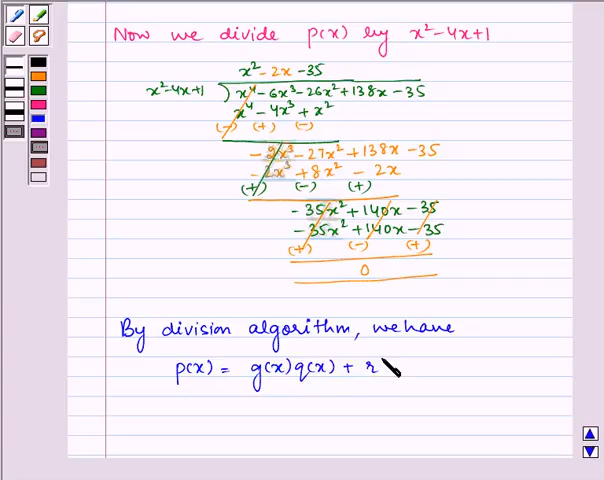 Now we divide p(x) by x²-4x+1
x² - 2x - 35
x²-4x+1 ) x⁴ - 6x³ - 26x² + 138x - 35
x⁴ - 4x³ + x²
(-) (+) (-)
- 2x³ - 27x² + 138x - 35
- 2x³ + 8x² - 2x
(+) (-) (+)
- 35x² + 140x - 35
- 35x² + 140x - 35
(+) (-) (+)
0
By division algorithm, we have
p(x) = g(x)q(x) + r